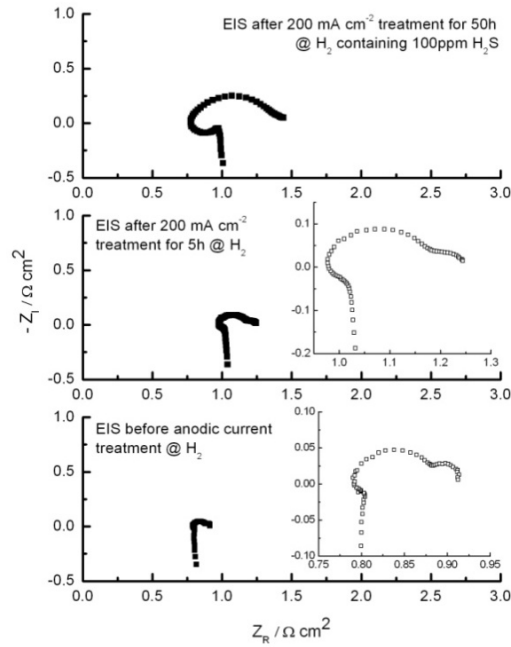 1.0
EIS after 200 mA cm⁻² treatment for 50h
@ H₂ containing 100ppm H₂S
0.5
0.0
-0.5
0.0 0.5 1.0 1.5 2.0 2.5 3.0
1.0
EIS after 200 mA cm⁻²
treatment for 5h @ H₂
0.5
0.0
-0.5
0.1
0.0
-0.1
-0.2
1.0 1.1 1.2 1.3
0.0 0.5 1.0 1.5 2.0 2.5 3.0
- Z_I / Ω cm²
1.0
EIS before anodic current
treatment @ H₂
0.5
0.0
-0.5
0.10
0.05
0.00
-0.05
-0.10
0.75 0.80 0.85 0.90 0.95
0.0 0.5 1.0 1.5 2.0 2.5 3.0
Z_R / Ω cm²